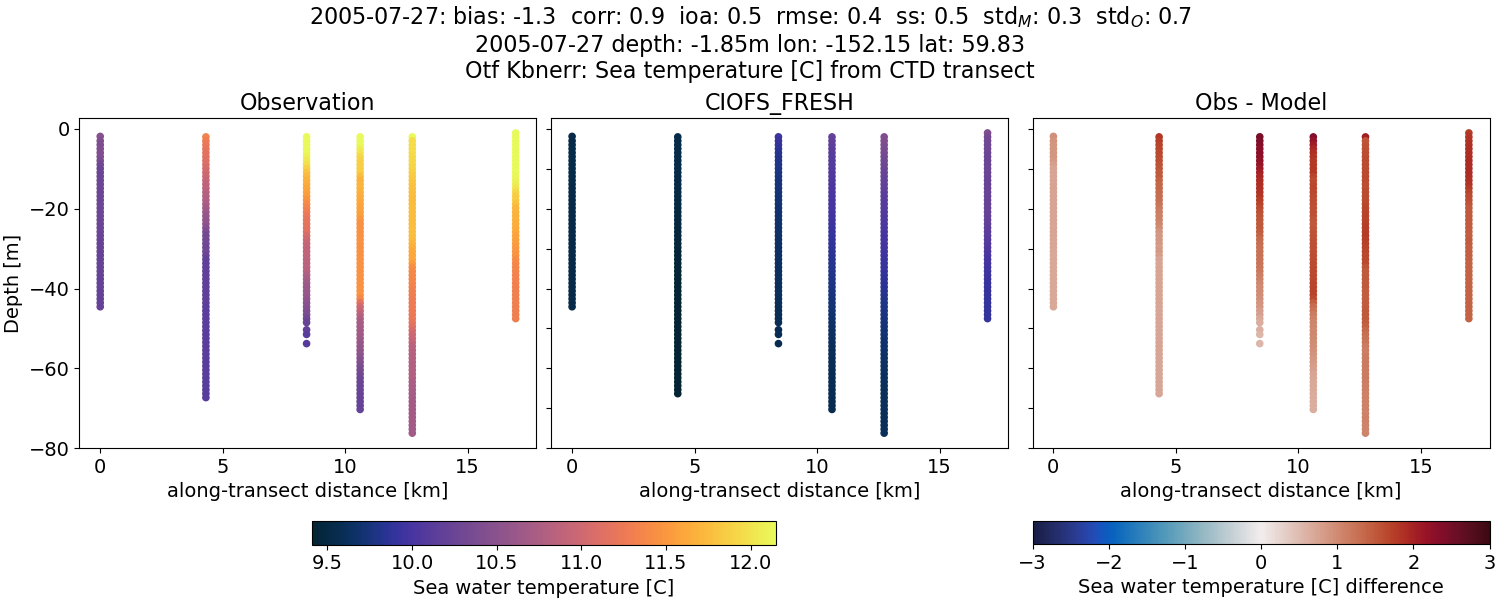 2005-07-27: bias: -1.3 corr: 0.9 ioa: 0.5 rmse: 0.4 ss: 0.5 std_M: 0.3 std_O: 0.7
2005-07-27 depth: -1.85m lon: -152.15 lat: 59.83
Otf Kbnerr: Sea temperature [C] from CTD transect
Observation
CIOFS_FRESH
Obs - Model
Depth [m]
0
−20
−40
−60
−80
0 5 10 15
0 5 10 15
0 5 10 15
along-transect distance [km]
along-transect distance [km]
along-transect distance [km]
9.5 10.0 10.5 11.0 11.5 12.0
Sea water temperature [C]
−3 −2 −1 0 1 2 3
Sea water temperature [C] difference